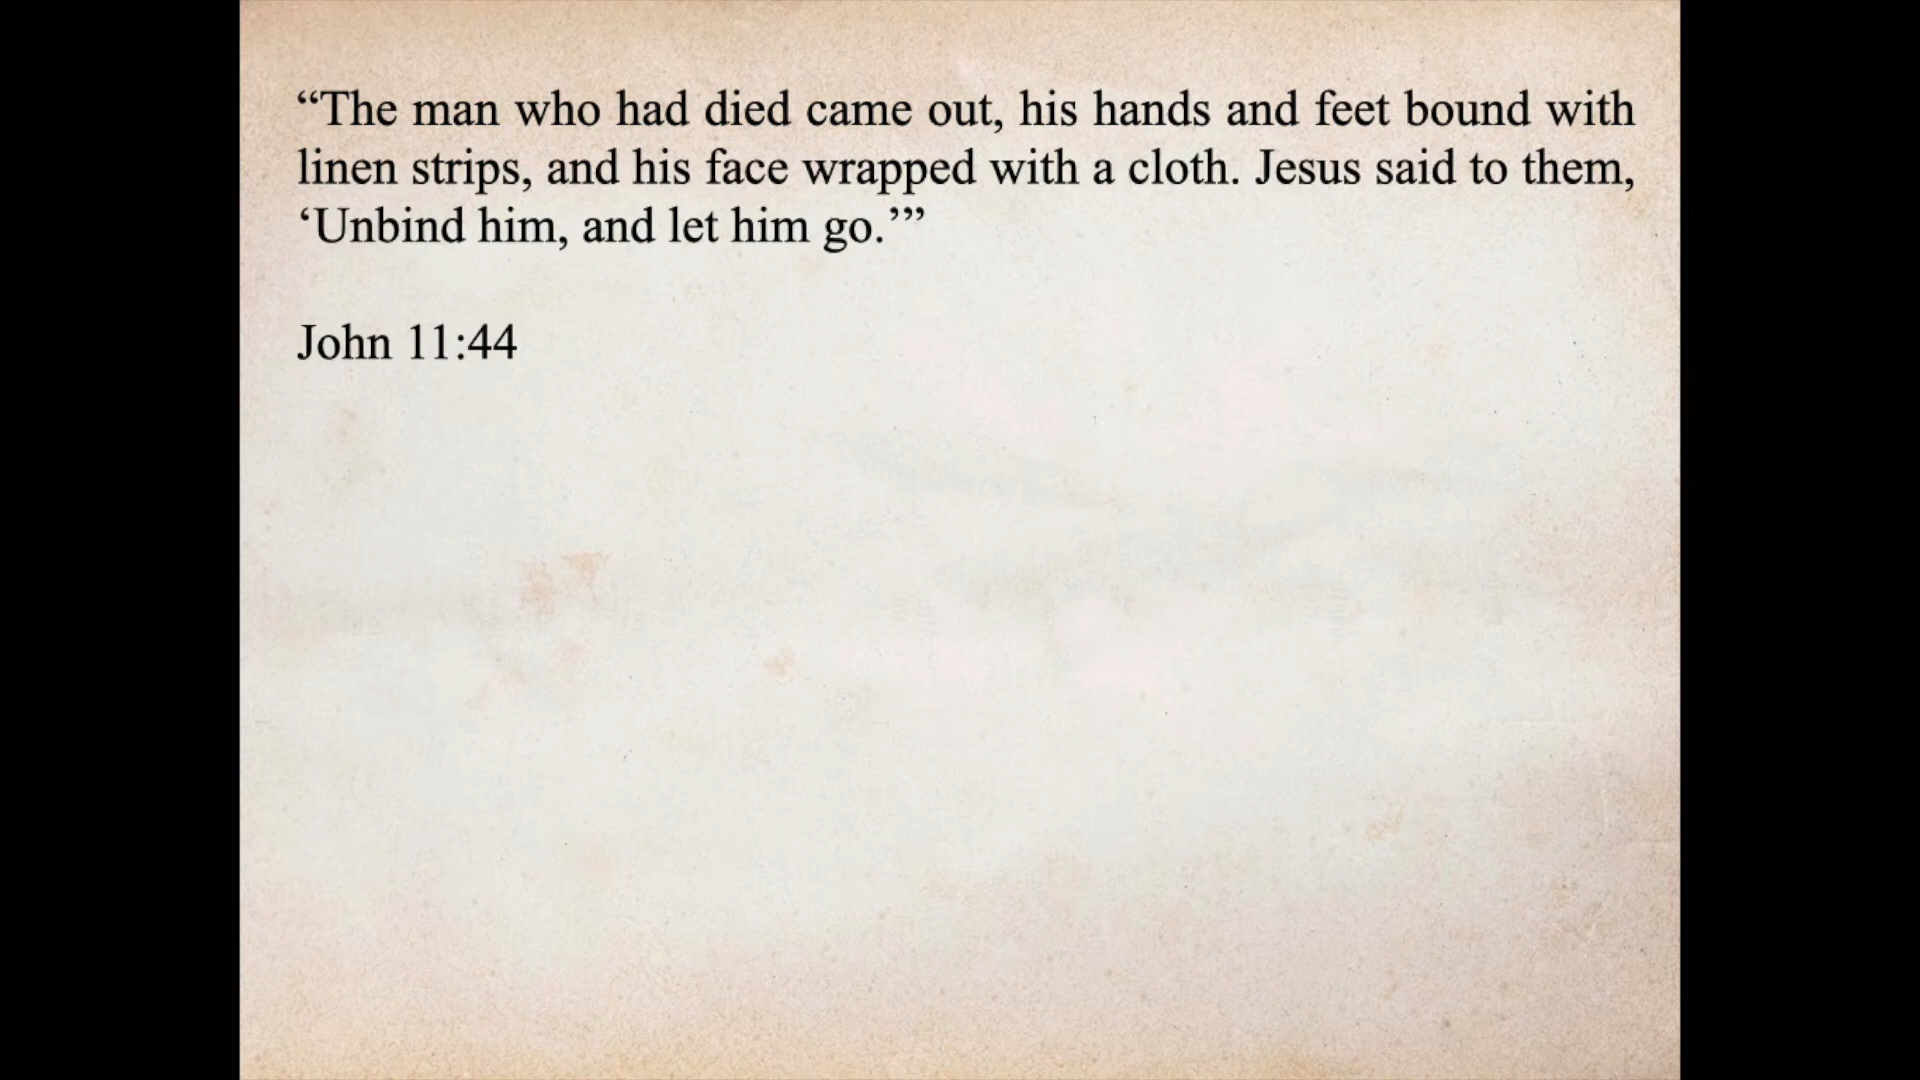 “The man who had died came out, his hands and feet bound with
linen strips, and his face wrapped with a cloth. Jesus said to them,
‘Unbind him, and let him go.’”
John 11:44